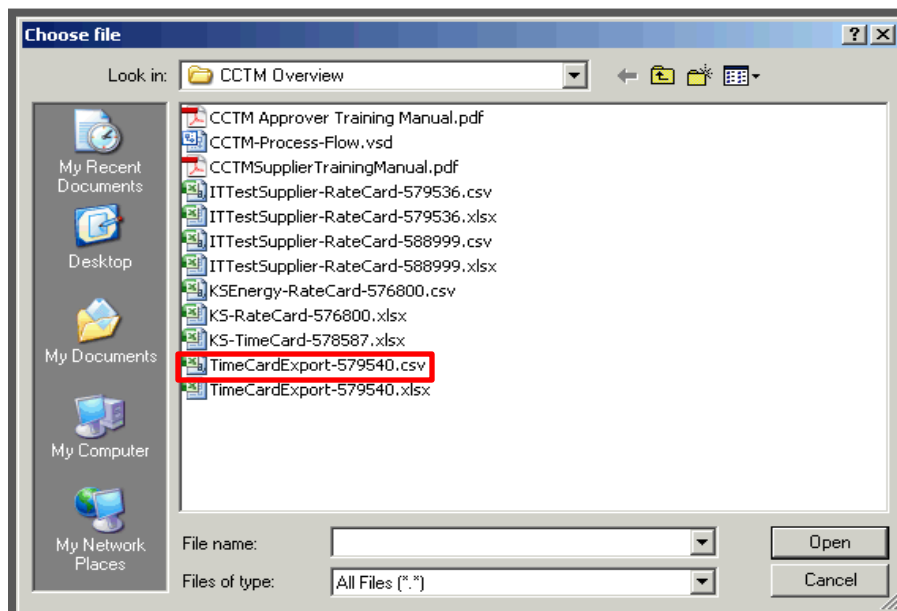 Choose file
Look in: CCTM Overview
My Recent
Documents
Desktop
My Documents
My Computer
My Network
Places
CCTM Approver Training Manual.pdf
CCTM-Process-Flow.vsd
CCTMSupplierTrainingManual.pdf
ITTestSupplier-RateCard-579536.csv
ITTestSupplier-RateCard-579536.xlsx
ITTestSupplier-RateCard-588999.csv
ITTestSupplier-RateCard-588999.xlsx
KSEnergy-RateCard-576800.csv
KS-RateCard-576800.xlsx
KS-TimeCard-578587.xlsx
TimeCardExport-579540.csv
TimeCardExport-579540.xlsx
File name: Open
Files of type: All Files (*.*) Cancel